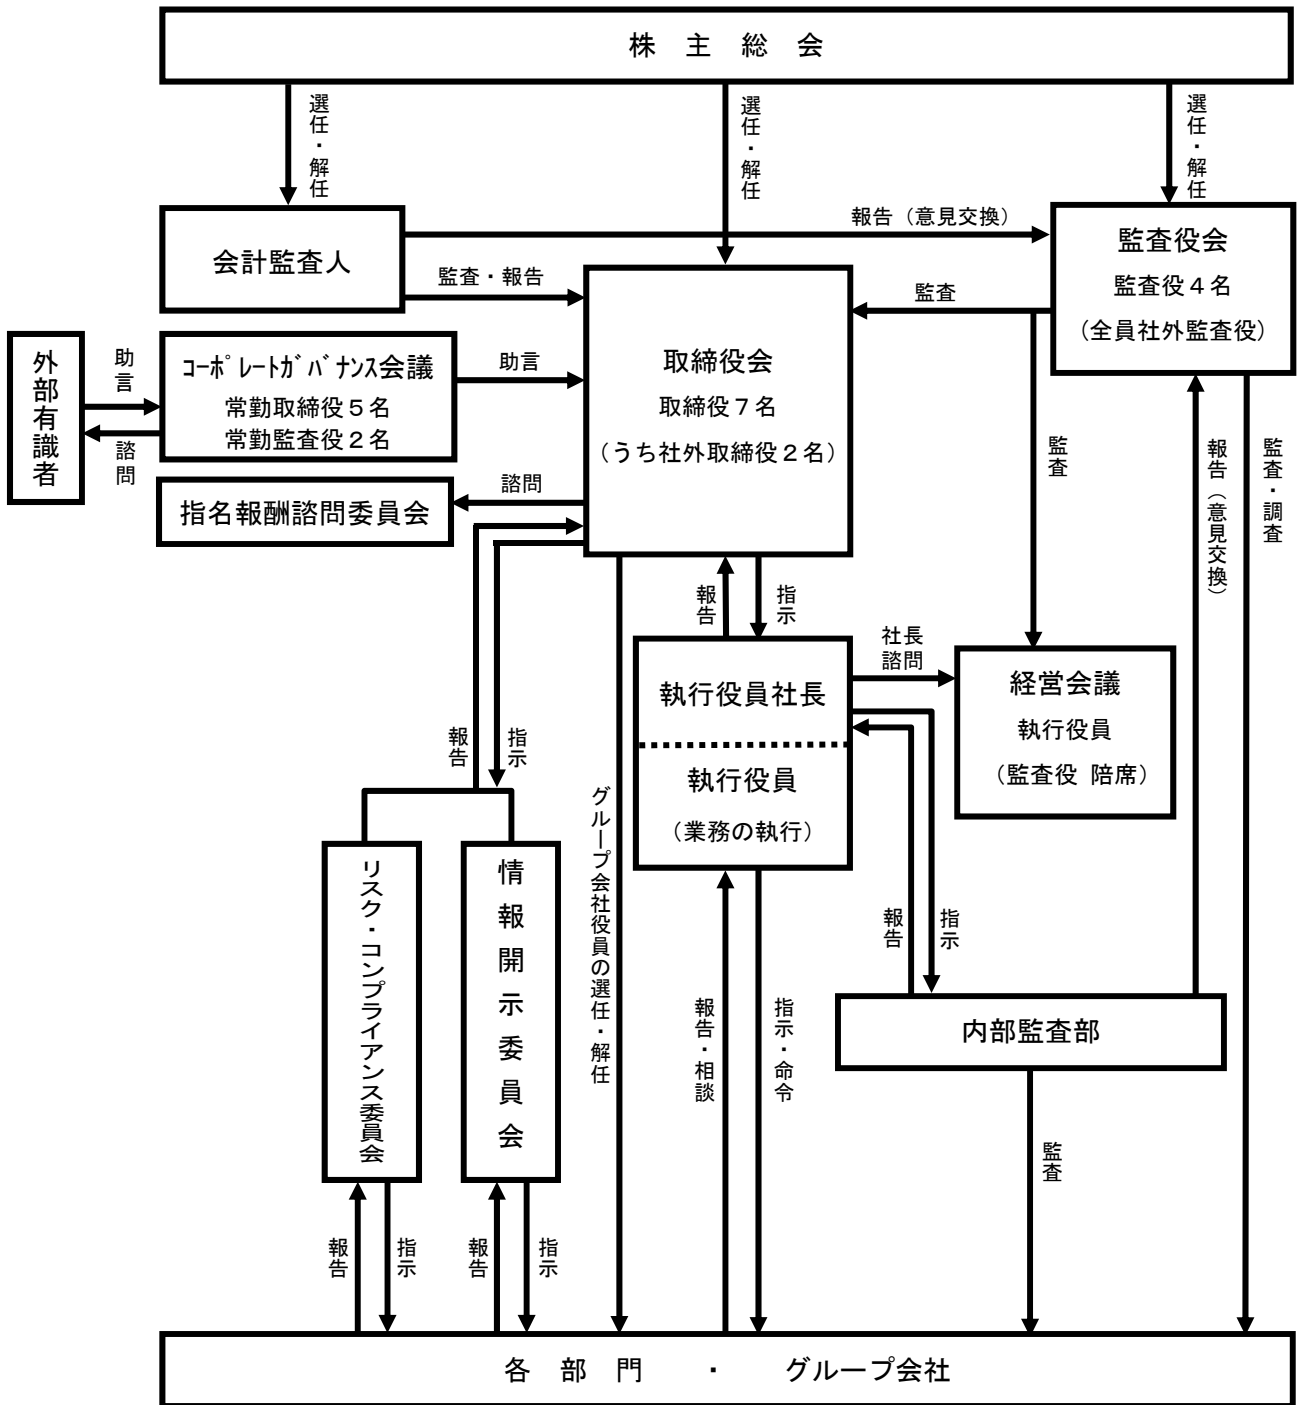 株 主 総 会
選任・解任
選任・解任
選任・解任
会計監査人
報告（意見交換）
監査・報告
監査役会
監査役４名
（全員社外監査役）
監査
外部有識者
助言
諮問
ｺｰﾎﾟﾚｰﾄｶﾞﾊﾞﾅﾝｽ会議
常勤取締役５名
常勤監査役２名
助言
取締役会
取締役７名
（うち社外取締役２名）
指名報酬諮問委員会
諮問
監査
報告（意見交換）
監査・調査
報告
指示
報告
指示
執行役員社長
執行役員
（業務の執行）
社長
諮問
経営会議
執行役員
（監査役 陪席）
グループ会社役員の選任・解任
リスク・コンプライアンス委員会
情報開示委員会
報告
指示
内部監査部
報告・相談
指示・命令
監査
報告
指示
報告
指示
各 部 門 ・ グループ会社